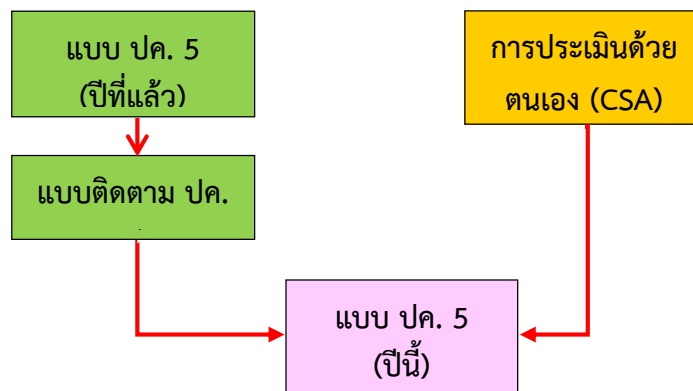 แบบ ปค. 5
(ปีที่แล้ว)
การประเมินด้วย
ตนเอง (CSA)
แบบติดตาม ปค.
แบบ ปค. 5
(ปีนี้)